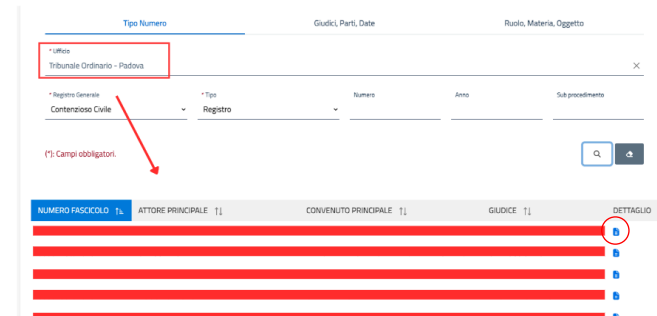 Tipo Numero Giudici, Parti, Date Ruolo, Materia, Oggetto
* Ufficio
Tribunale Ordinario - Padova
* Registro Generale * Tipo Numero Anno Sub procedimento
Contenzioso Civile Registro
(*): Campi obbligatori.
NUMERO FASCICOLO ATTORE PRINCIPALE CONVENUTO PRINCIPALE GIUDICE DETTAGLIO